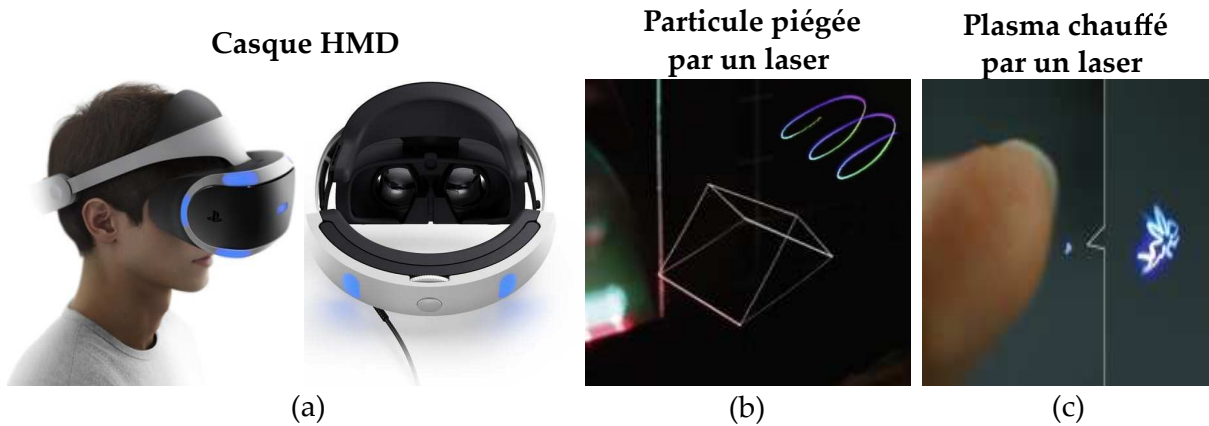 Casque HMD
Particule piégée
par un laser
Plasma chauffé
par un laser
(a)
(b)
(c)